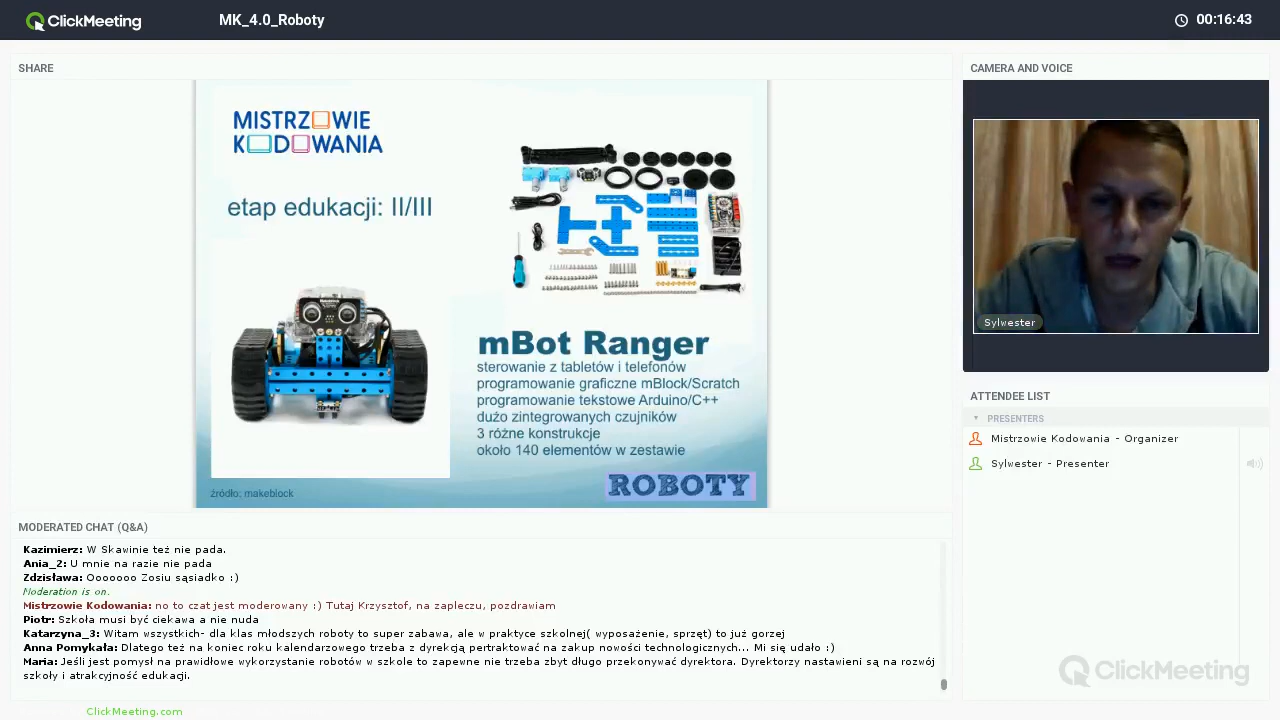 ClickMeeting
MK_4.0_Roboty
00:16:43
SHARE
MISTRZOWIE
KODOWANIA
etap edukacji: II/III
mBot Ranger
sterowanie z tabletów i telefonów
programowanie graficzne mBlock/Scratch
programowanie tekstowe Arduino/C++
dużo zintegrowanych czujników
3 różne konstrukcje
około 140 elementów w zestawie
źródło: makeblock
ROBOTY
CAMERA AND VOICE
Sylwester
ATTENDEE LIST
PRESENTERS
Mistrzowie Kodowania - Organizer
Sylwester - Presenter
MODERATED CHAT (Q&A)
Kazimierz: W Skawinie też nie pada.
Ania_2: U mnie na razie nie pada
Zdzisława: Ooooooo Zosiu sąsiadko :)
Moderation is on.
Mistrzowie Kodowania: no to czat jest moderowany :) Tutaj Krzysztof, na zapleczu, pozdrawiam
Piotr: Szkoła musi być ciekawa a nie nuda
Katarzyna_3: Witam wszystkich- dla klas młodszych roboty to super zabawa, ale w praktyce szkolnej( wyposażenie, sprzęt) to już gorzej
Anna Pomykała: Dlatego też na koniec roku kalendarzowego trzeba z dyrekcją pertraktować na zakup nowości technologicznych... Mi się udało :)
Maria: Jeśli jest pomysł na prawidłowe wykorzystanie robotów w szkole to zapewne nie trzeba zbyt długo przekonywać dyrektora. Dyrektorzy nastawieni są na rozwój
szkoły i atrakcyjność edukacji.
ClickMeeting
ClickMeeting.com